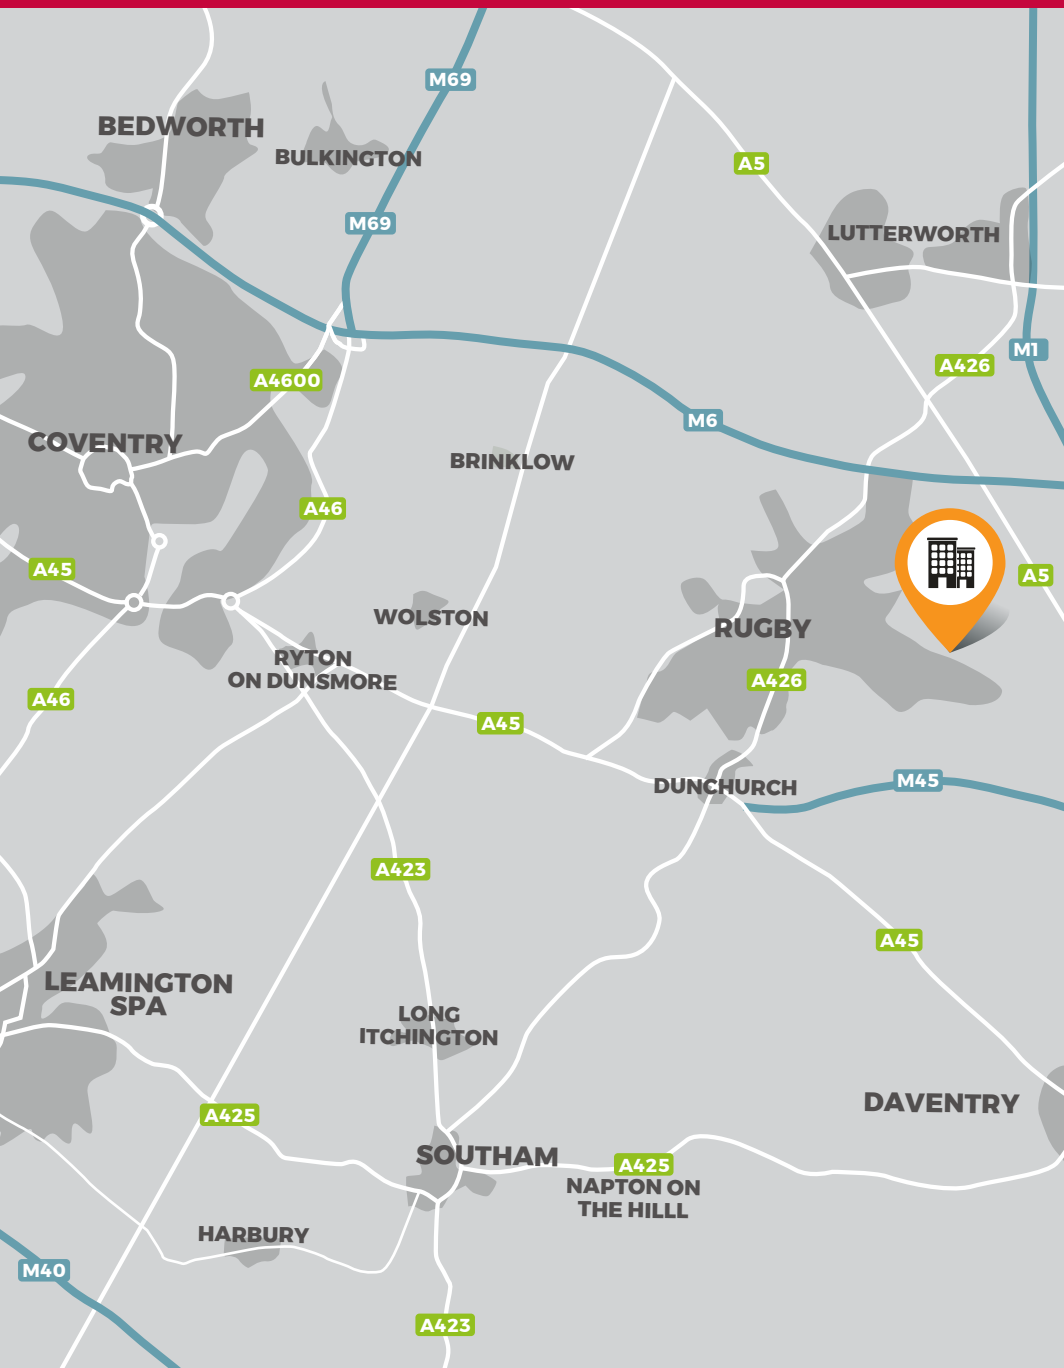 M69
BEDWORTH
BULKINGTON
A5
M69
LUTTERWORTH
M1
A426
A4600
M6
COVENTRY
BRINKLOW
A46
A45
A5
WOLSTON
RUGBY
RYTON
ON DUNSMORE
A426
A46
A45
M45
DUNCHURCH
A423
A45
LEAMINGTON
SPA
LONG
ITCHINGTON
DAVENTRY
A425
SOUTHAM
A425
NAPTON ON
THE HILLL
HARBURY
M40
A423